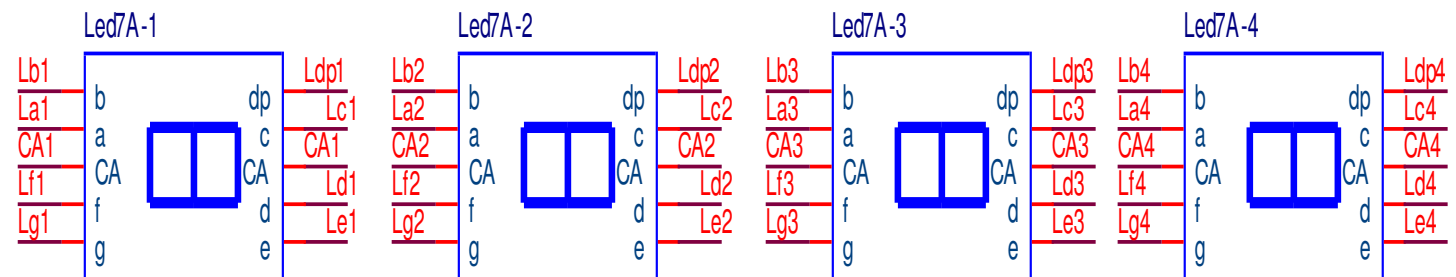 Led7A-1 Led7A-2 Led7A-3 Led7A-4
Lb1 b dp Ldp1 Lb2 b dp Ldp2 Lb3 b dp Ldp3 Lb4 b dp Ldp4
La1 a c Lc1 La2 a c Lc2 La3 a c Lc3 La4 a c Lc4
CA1 CA CA CA1 CA2 CA CA CA2 CA3 CA CA CA3 CA4 CA CA CA4
Lf1 f d Ld1 Lf2 f d Ld2 Lf3 f d Ld3 Lf4 f d Ld4
Lg1 g e Le1 Lg2 g e Le2 Lg3 g e Le3 Lg4 g e Le4